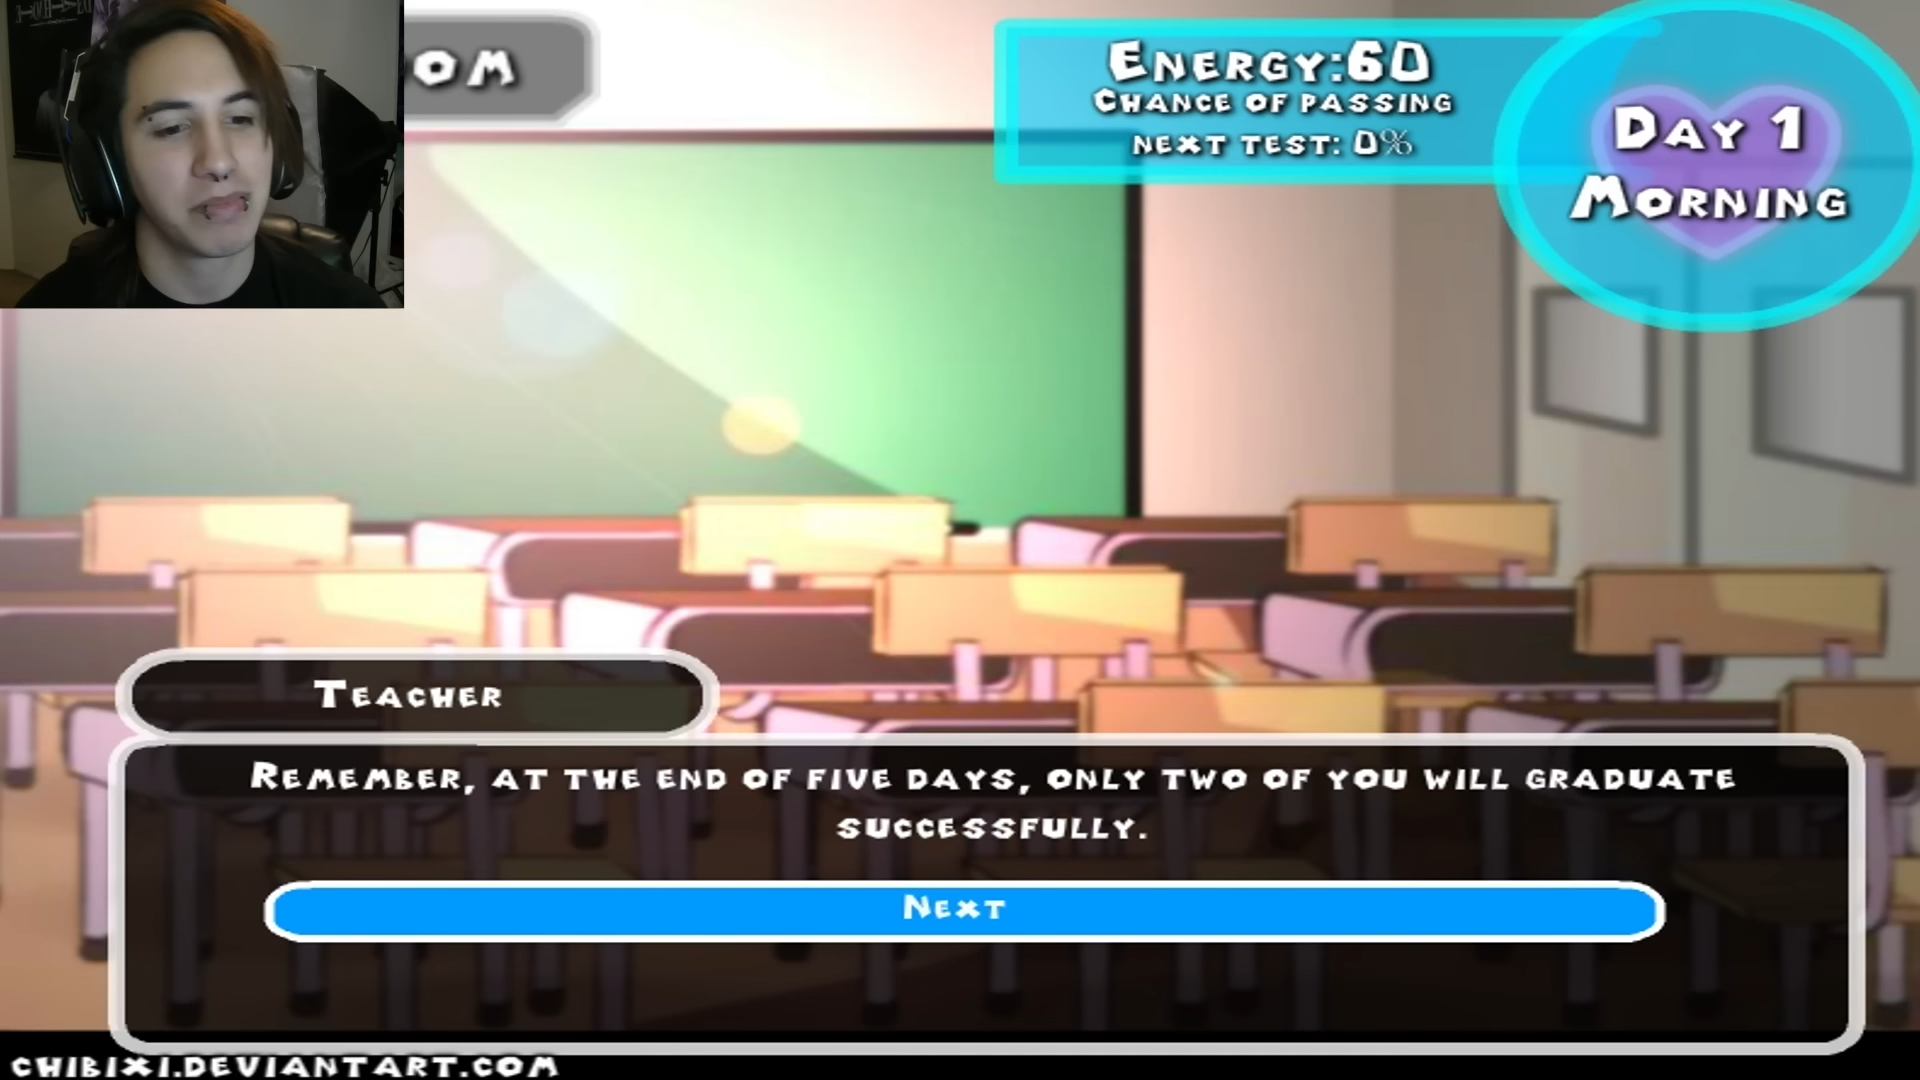 OM
Energy:60
Chance of passing
next test: 0%
Day 1
Morning
Teacher
Remember, at the end of five days, only two of you will graduate
successfully.
Next
chibixi.deviantart.com